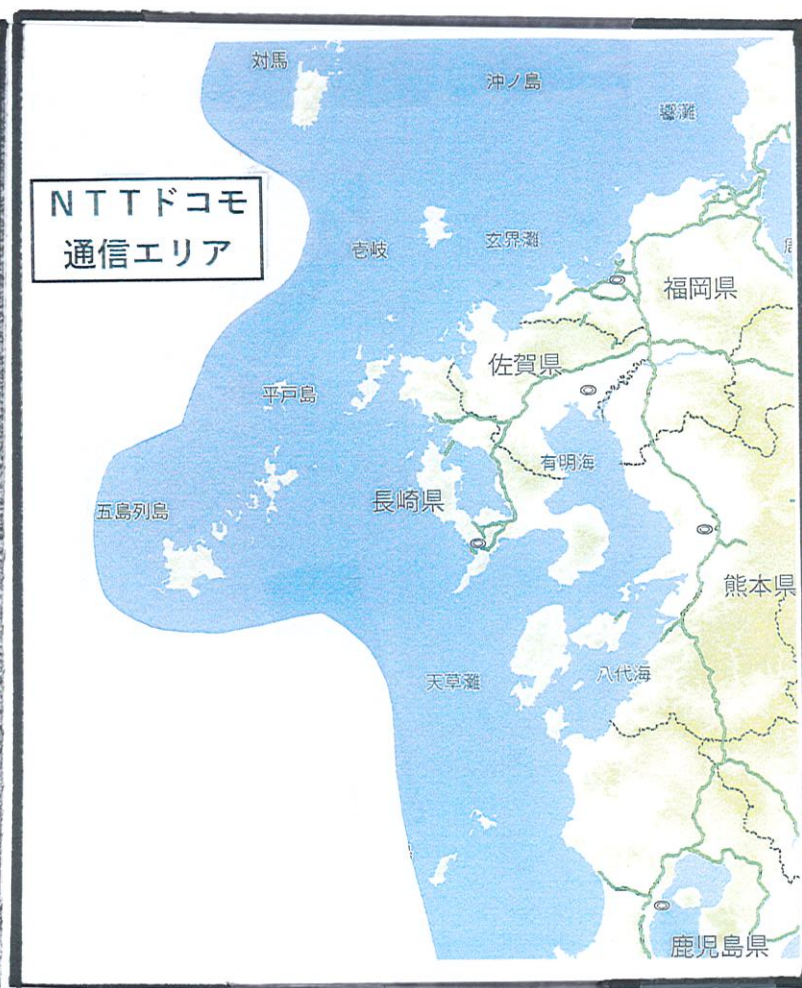 対馬
沖ノ島
響灘
NTTドコモ
通信エリア
壱岐
玄界灘
福岡県
佐賀県
平戸島
有明海
五島列島
長崎県
熊本県
天草灘
八代海
鹿児島県